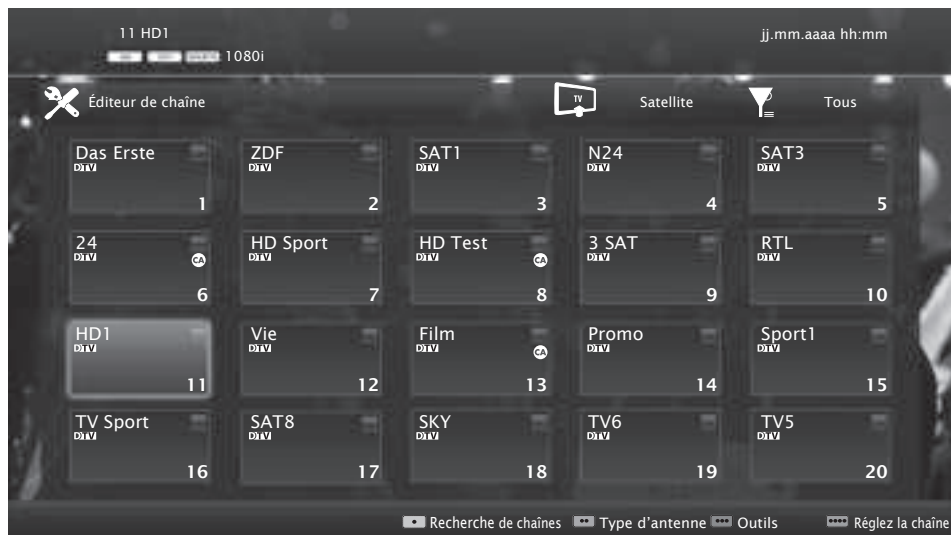 11 HD1
jj.mm.aaaa hh:mm
1080i
Éditeur de chaîne
TV
Satellite
Tous
Das Erste
DTV
1
ZDF
DTV
2
SAT1
DTV
3
N24
DTV
4
SAT3
DTV
5
24
DTV
CA
6
HD Sport
DTV
7
HD Test
DTV
CA
8
3 SAT
DTV
9
RTL
DTV
10
HD1
DTV
11
Vie
DTV
12
Film
DTV
CA
13
Promo
DTV
14
Sport1
DTV
15
TV Sport
DTV
16
SAT8
DTV
17
SKY
DTV
18
TV6
DTV
19
TV5
DTV
20
Recherche de chaînes Type d'antenne Outils Réglez la chaîne